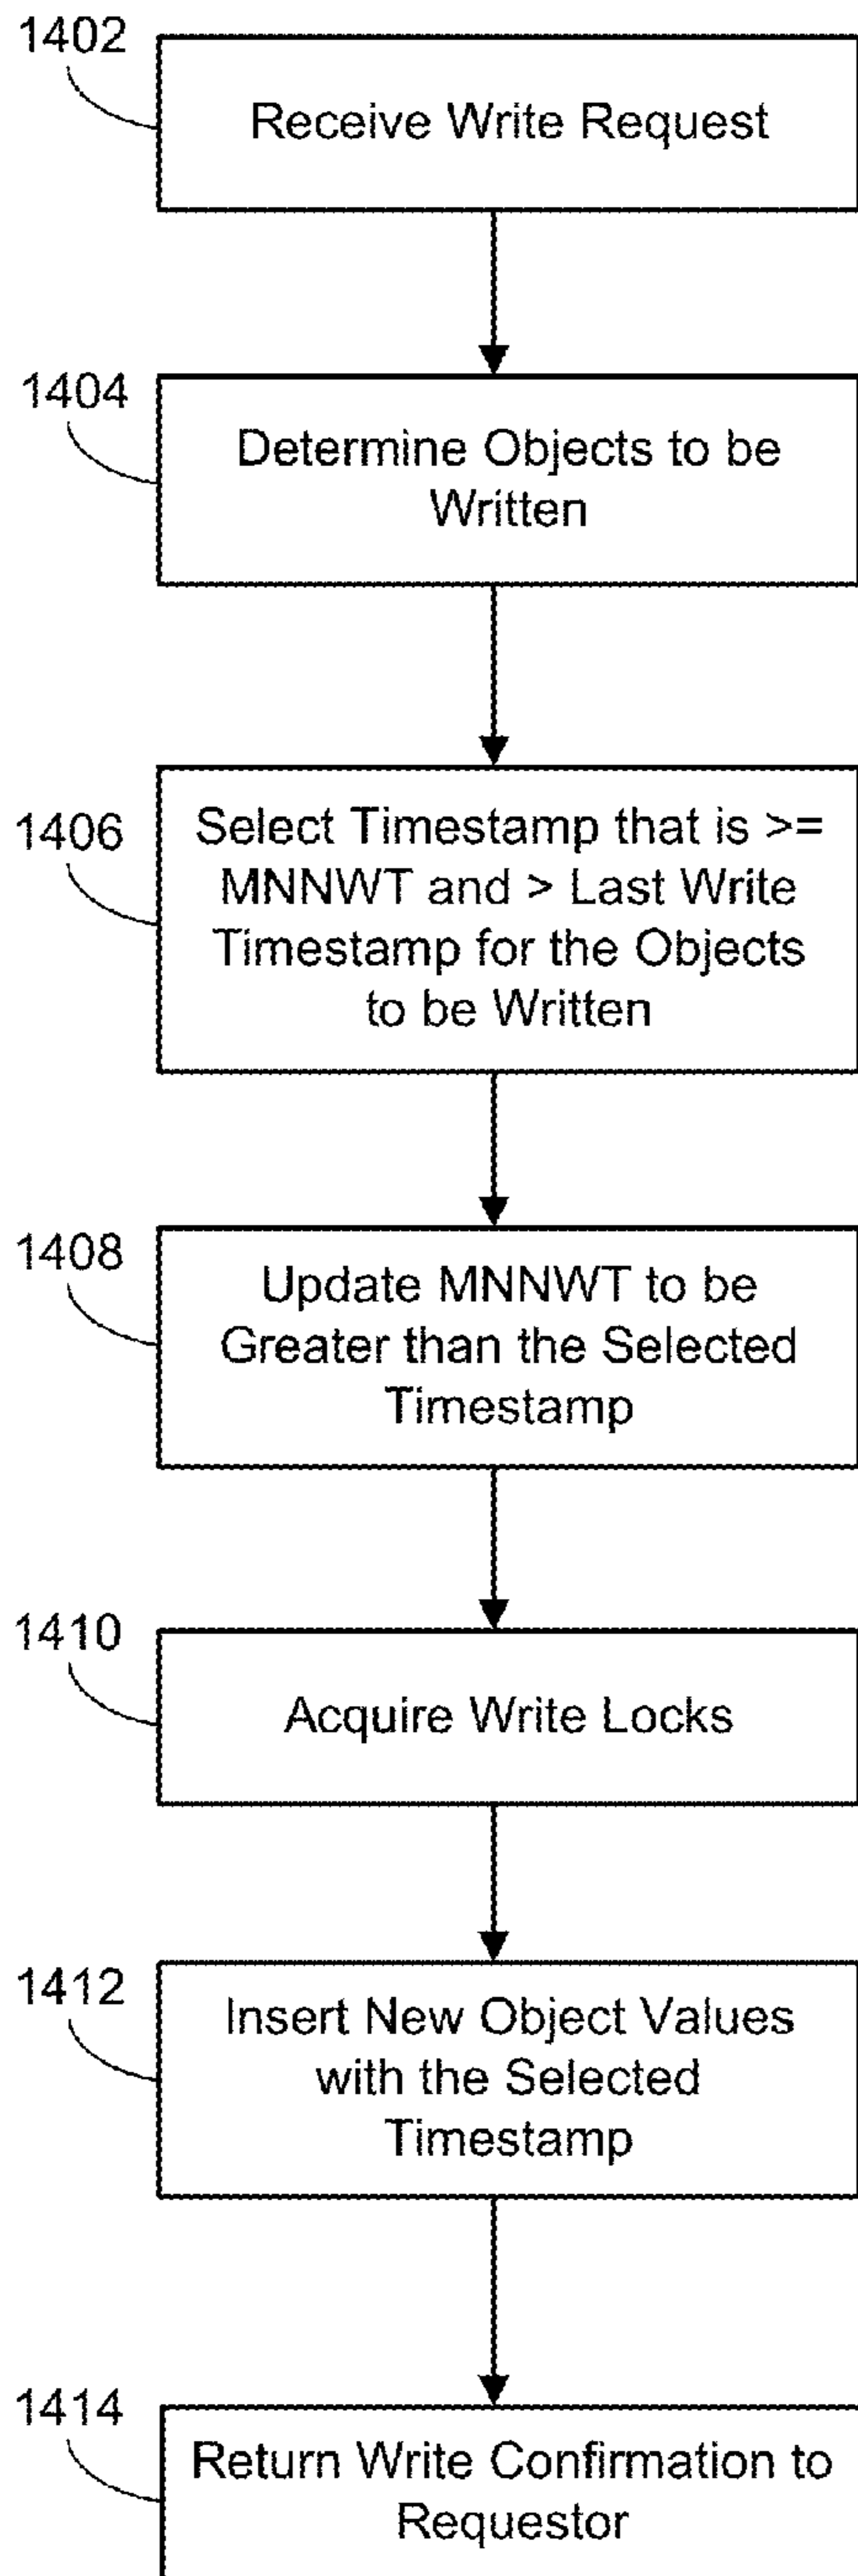 1402
Receive Write Request
1404
Determine Objects to be
Written
1406
Select Timestamp that is >=
MNNWT and > Last Write
Timestamp for the Objects
to be Written
1408
Update MNNWT to be
Greater than the Selected
Timestamp
1410
Acquire Write Locks
1412
Insert New Object Values
with the Selected
Timestamp
1414
Return Write Confirmation to
Requestor